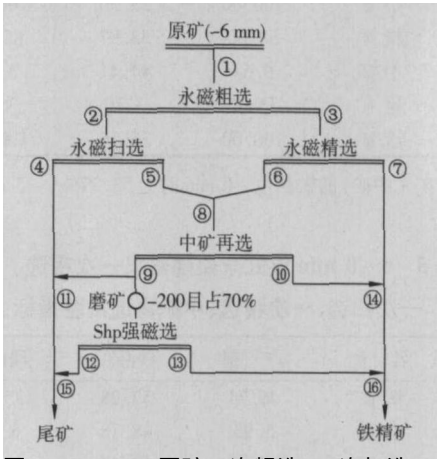 原矿(-6 mm)
①
永磁粗选
② ③
永磁扫选 永磁精选
④ ⑤ ⑥ ⑦
⑧
中矿再选
⑨ ⑩
⑪ 磨矿 -200目占70% ⑭
Shp强磁选
⑫ ⑬
⑮ ⑯
尾矿 铁精矿